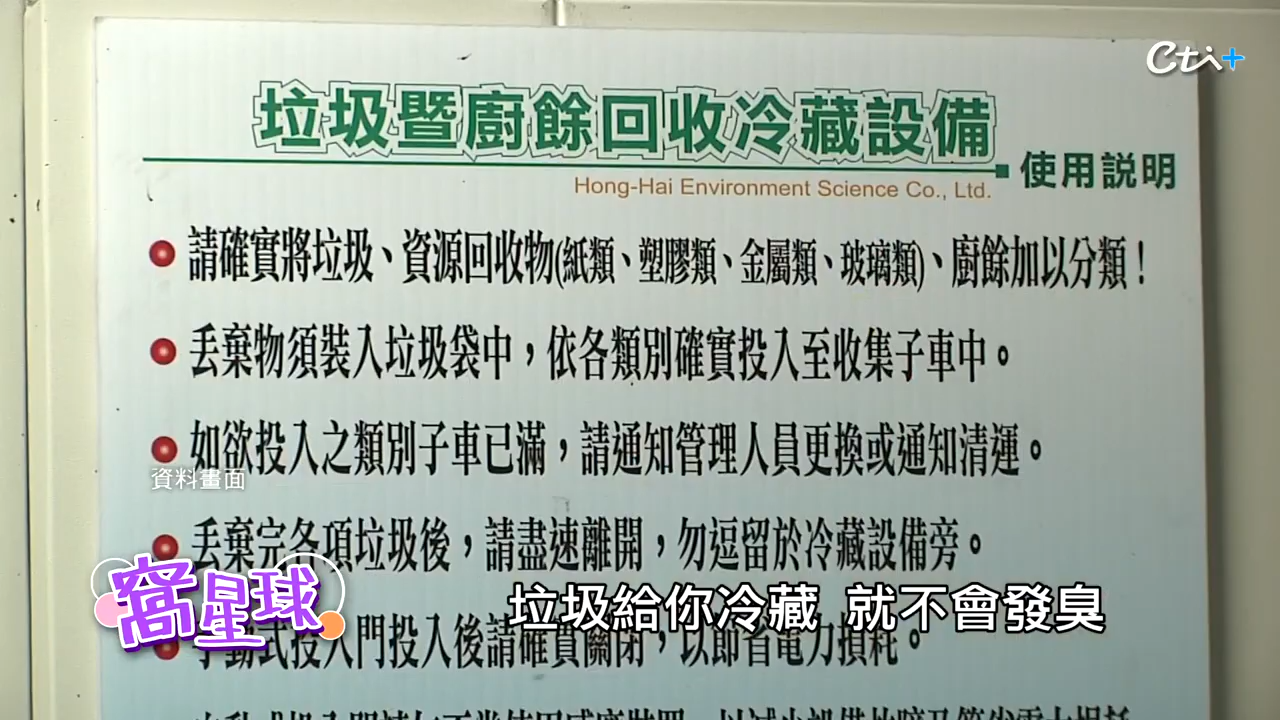 Cti+
垃圾暨廚餘回收冷藏設備
使用説明
Hong-Hai Environment Science Co., Ltd.
請確實將垃圾、資源回收物(紙類、塑膠類、金屬類、玻璃類)、廚餘加以分類！
丢棄物須裝入垃圾袋中，依各類別確實投入至收集子車中。
如欲投入之類別子車已滿，請通知管理人員更換或通知清運。
資料畫面
丢棄完各項垃圾後，請盡速離開，勿逗留於冷藏設備旁。
窩星球
垃圾給你冷藏 就不會發臭
手動式投入門投入後請確實關閉，以節省電力損耗。